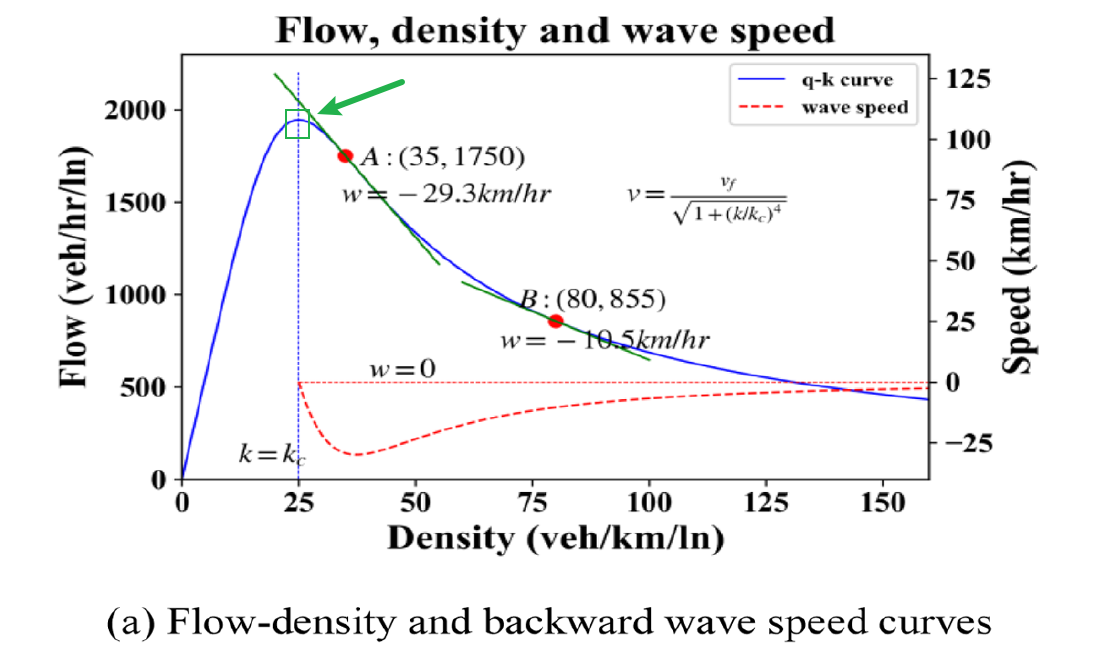 Flow, density and wave speed
q-k curve
wave speed
A : (35, 1750)
w = −29.3km/hr
v = v_f / √1 + (k/k_c)^4
B : (80, 855)
w = −10.5km/hr
w = 0
k = k_c
Flow (veh/hr/ln)
2000
1500
1000
500
0
Speed (km/hr)
125
100
75
50
25
0
−25
0 25 50 75 100 125 150
Density (veh/km/ln)
(a) Flow-density and backward wave speed curves